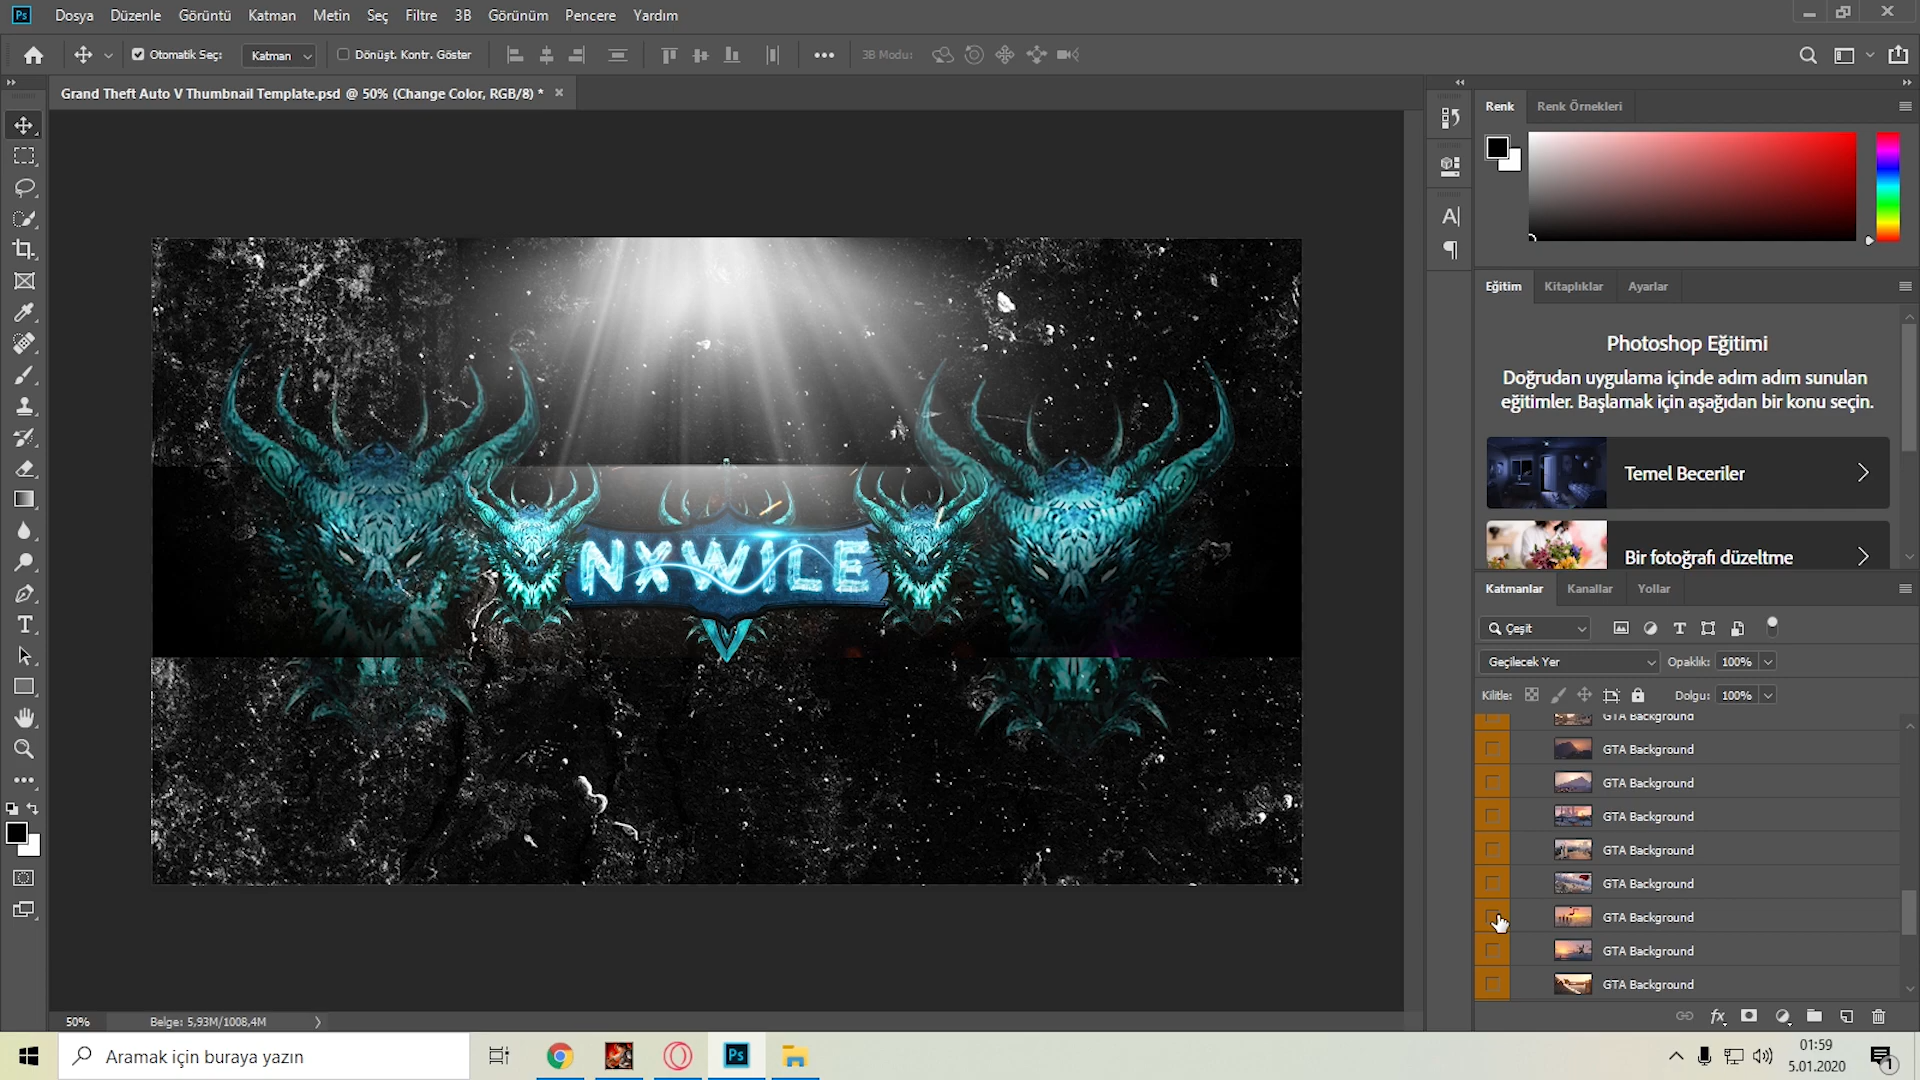 Ps Dosya Düzenle Görüntü Katman Metin Seç Filtre 3B Görünüm Pencere Yardım
Otomatik Seç: Katman Dönüşt. Kontr. Göster 3B Modu:
Grand Theft Auto V Thumbnail Template.psd @ 50% (Change Color, RGB/8) *
Renk Renk Örnekleri
Eğitim Kitaplıklar Ayarlar
Photoshop Eğitimi
Doğrudan uygulama içinde adım adım sunulan
eğitimler. Başlamak için aşağıdan bir konu seçin.
Temel Beceriler
Bir fotoğrafı düzeltme
NXWILE
Katmanlar Kanallar Yollar
Çeşit
Geçilecek Yer Opaklık: 100%
Kilitle: Dolgu: 100%
GTA Background
GTA Background
GTA Background
GTA Background
GTA Background
GTA Background
GTA Background
GTA Background
GTA Background
50% Belge: 5,93M/1008,4M
Aramak için buraya yazın
Ps
01:59
5.01.2020
1